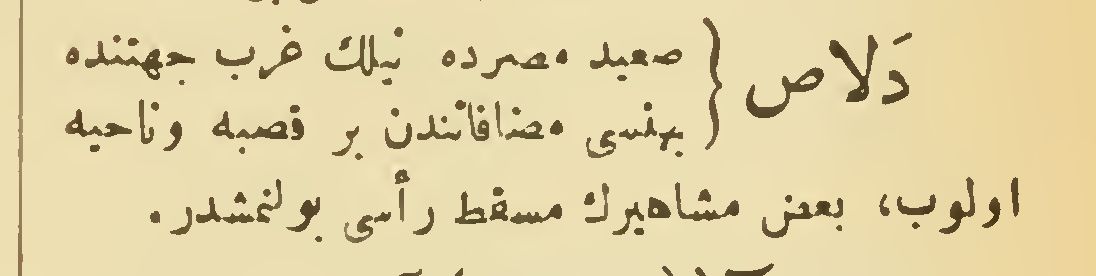 دَلاص { صعيد مصرده نيلك غرب جهتنده
بهنسى مضافاتندن بر قصبه وناحيه
اولوب، بعض مشاهيرك مسقط رأسى بولنمشدر.